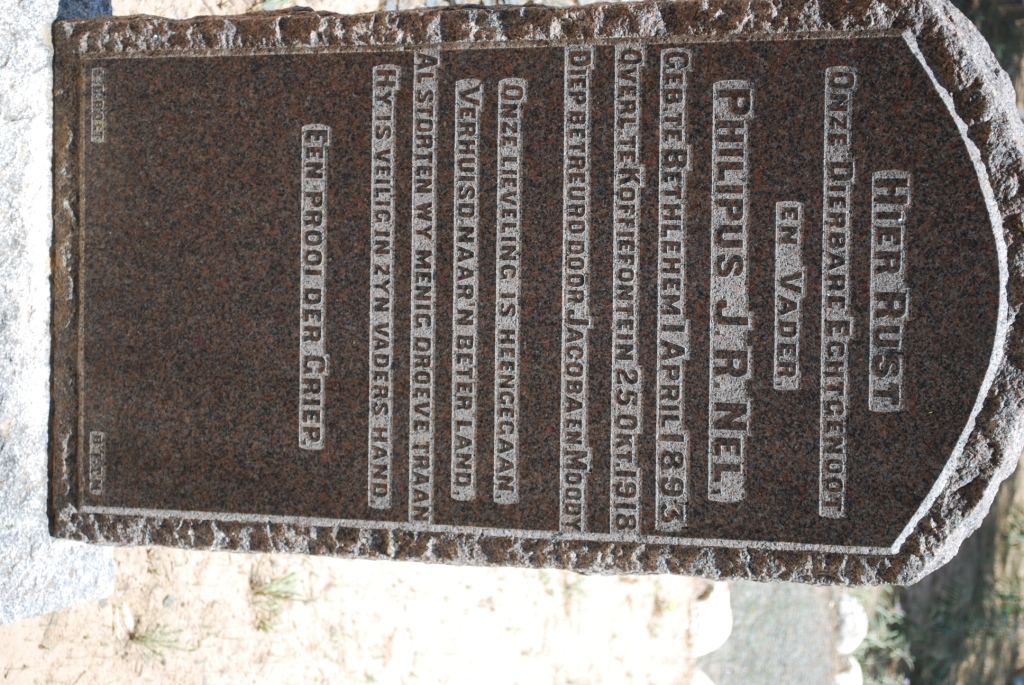 HIER RUST
ONZE DIERBARE ECHTGENOOT
EN VADER
PHILIPUS J. R. NEL,
GEB TE BETHLEHEM 1 APRIL 1893
OVERL TE KOFFIEFONTEIN 25 OKT 1918
DIEP BETREURD DOOR JACOBA EN MOODY
ONZE LIEVELING IS HEENGEGAAN
VERHUISD NAAR N BETER LAND
AL STORTEN WY MENIG DROEVE TRAAN
HY IS VEILIG IN ZYN VADERS HAND
EEN PROOI DER GRIEP